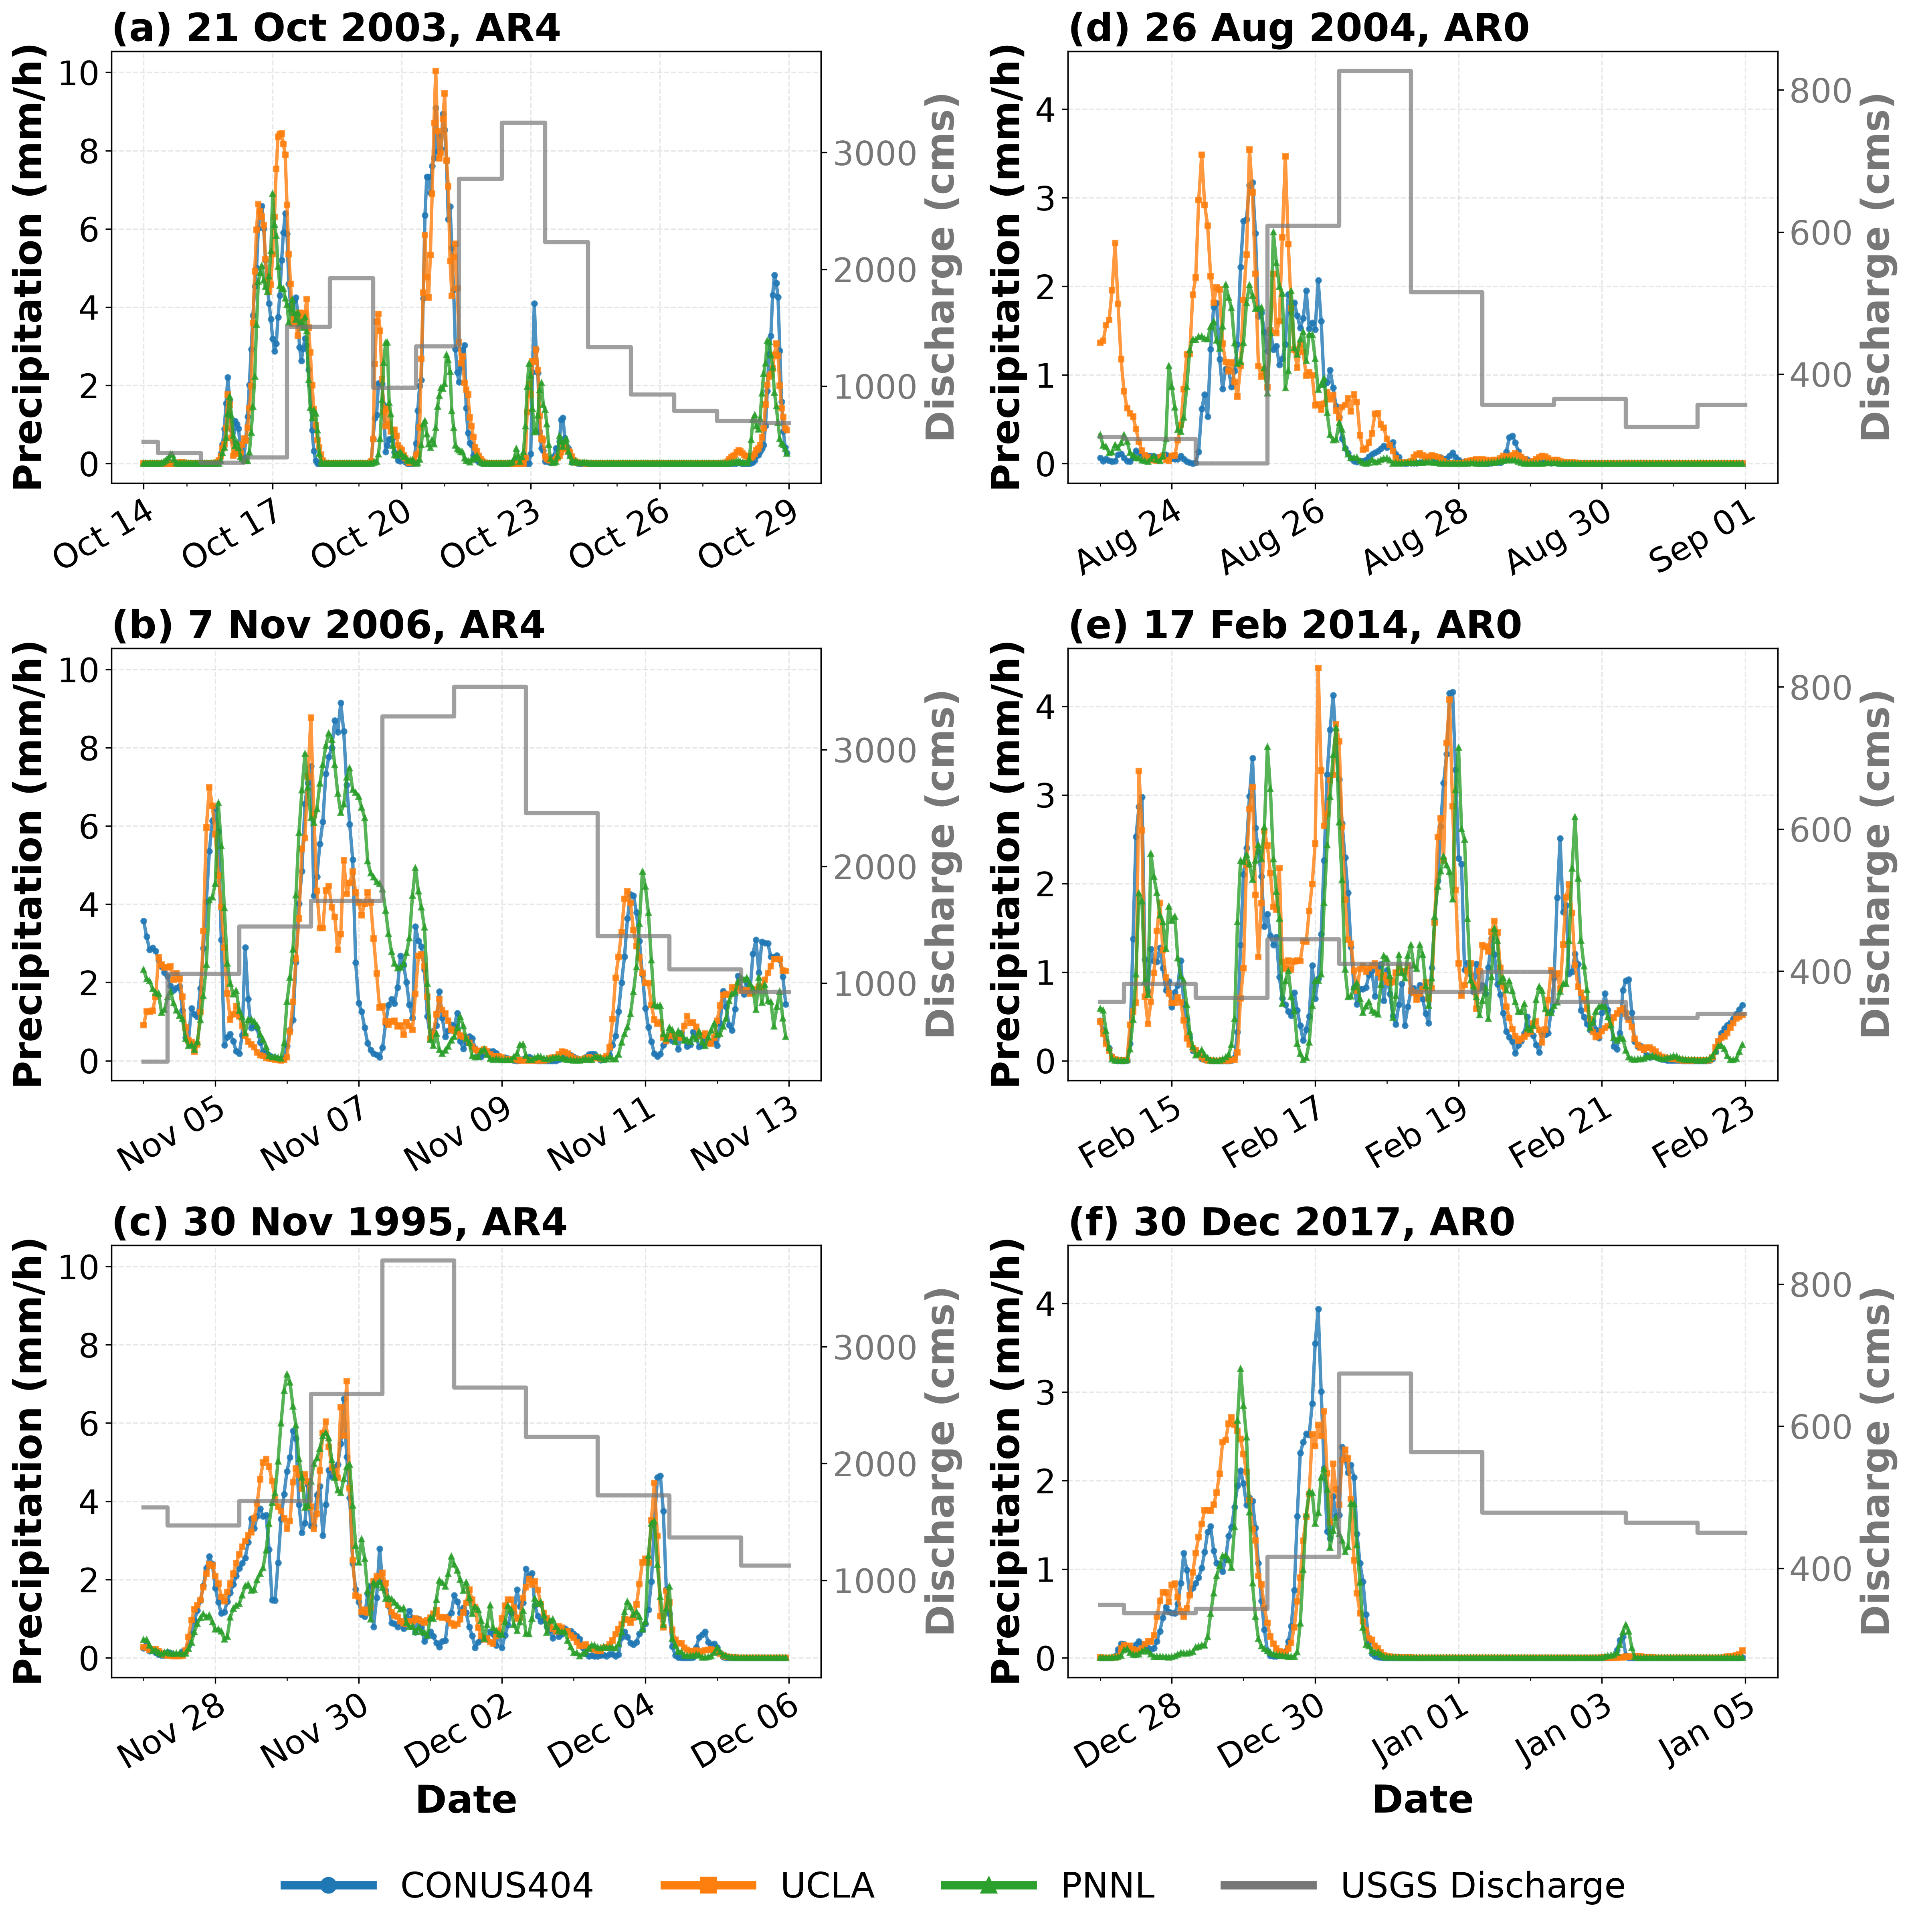 (a) 21 Oct 2003, AR4
Precipitation (mm/h)
10
8
6
4
2
0
3000
2000
1000
Discharge (cms)
Oct 14
Oct 17
Oct 20
Oct 23
Oct 26
Oct 29
(d) 26 Aug 2004, AR0
Precipitation (mm/h)
4
3
2
1
0
800
600
400
Discharge (cms)
Aug 24
Aug 26
Aug 28
Aug 30
Sep 01
(b) 7 Nov 2006, AR4
Precipitation (mm/h)
10
8
6
4
2
0
3000
2000
1000
Discharge (cms)
Nov 05
Nov 07
Nov 09
Nov 11
Nov 13
(e) 17 Feb 2014, AR0
Precipitation (mm/h)
4
3
2
1
0
800
600
400
Discharge (cms)
Feb 15
Feb 17
Feb 19
Feb 21
Feb 23
(c) 30 Nov 1995, AR4
Precipitation (mm/h)
10
8
6
4
2
0
3000
2000
1000
Discharge (cms)
Nov 28
Nov 30
Dec 02
Dec 04
Dec 06
Date
(f) 30 Dec 2017, AR0
Precipitation (mm/h)
4
3
2
1
0
800
600
400
Discharge (cms)
Dec 28
Dec 30
Jan 01
Jan 03
Jan 05
Date
CONUS404
UCLA
PNNL
USGS Discharge